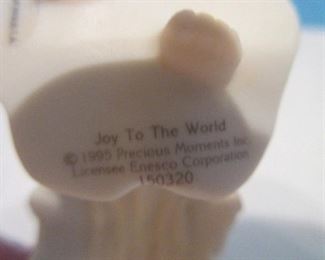 Joy To The World
© 1995 Precious Moments Inc.
Licensee Enesco Corporation
150320